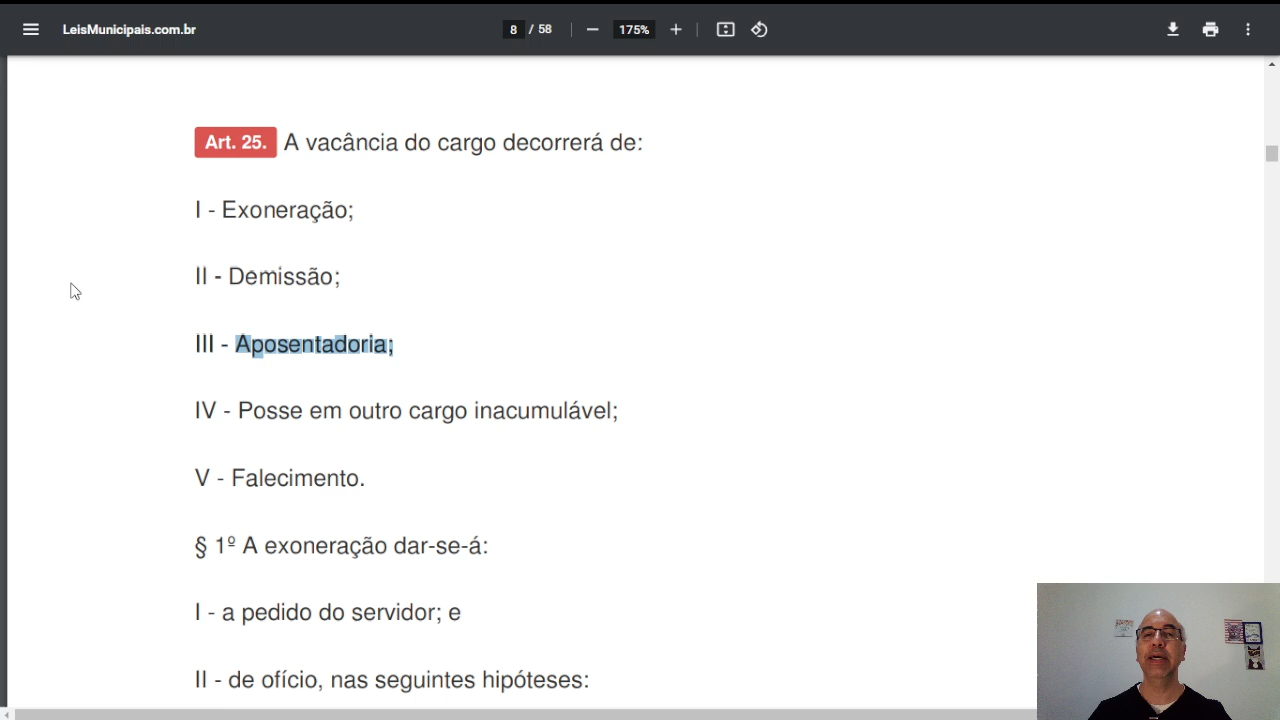 LeisMunicipais.com.br
8 / 58
175%
Art. 25. A vacância do cargo decorrerá de:
I - Exoneração;
II - Demissão;
III - Aposentadoria;
IV - Posse em outro cargo inacumulável;
V - Falecimento.
§ 1º A exoneração dar-se-á:
I - a pedido do servidor; e
II - de ofício, nas seguintes hipóteses: